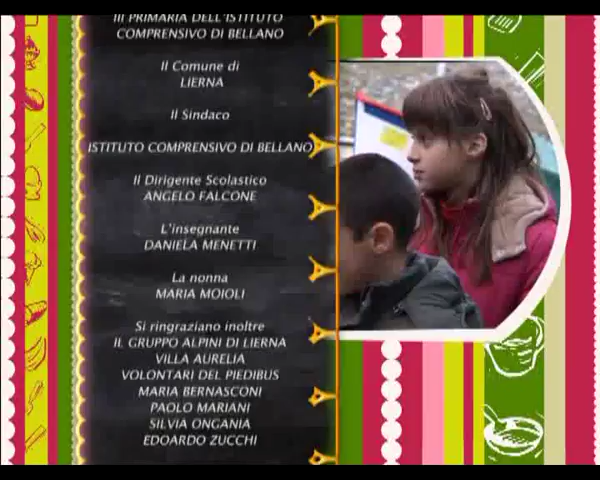 III PRIMARIA DELL'ISTITUTO
COMPRENSIVO DI BELLANO
Il Comune di
LIERNA
Il Sindaco
ISTITUTO COMPRENSIVO DI BELLANO
Il Dirigente Scolastico
ANGELO FALCONE
L'insegnante
DANIELA MENETTI
La nonna
MARIA MOIOLI
Si ringraziano inoltre
IL GRUPPO ALPINI DI LIERNA
VILLA AURELIA
VOLONTARI DEL PIEDIBUS
MARIA BERNASCONI
PAOLO MARIANI
SILVIA ONGANIA
EDOARDO ZUCCHI